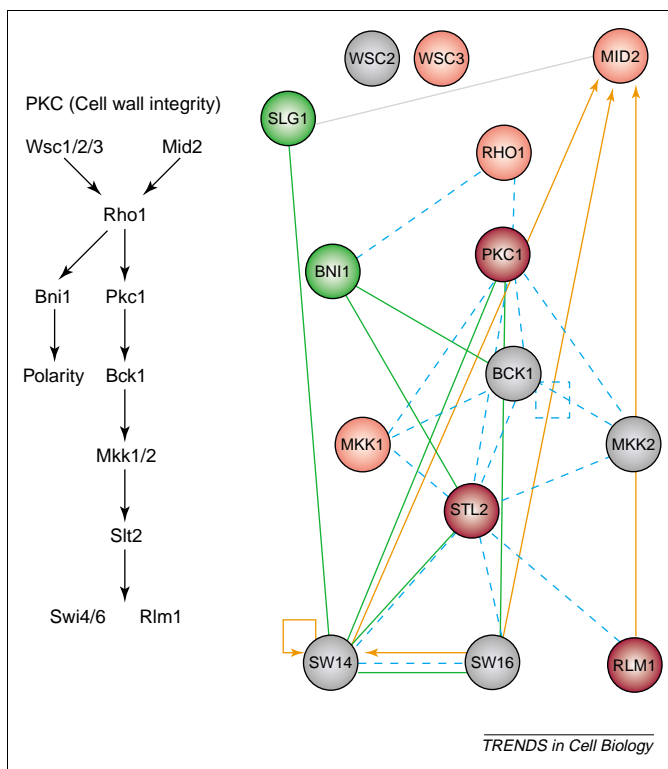 PKC (Cell wall integrity)
Wsc1/2/3 Mid2
Rho1
Bni1 Pkc1
Polarity Bck1
Mkk1/2
Slt2
Swi4/6 Rlm1
WSC2 WSC3 MID2
SLG1
RHO1
PKC1
BNI1
BCK1
MKK1 MKK2
STL2
SW14 SW16 RLM1
TRENDS in Cell Biology